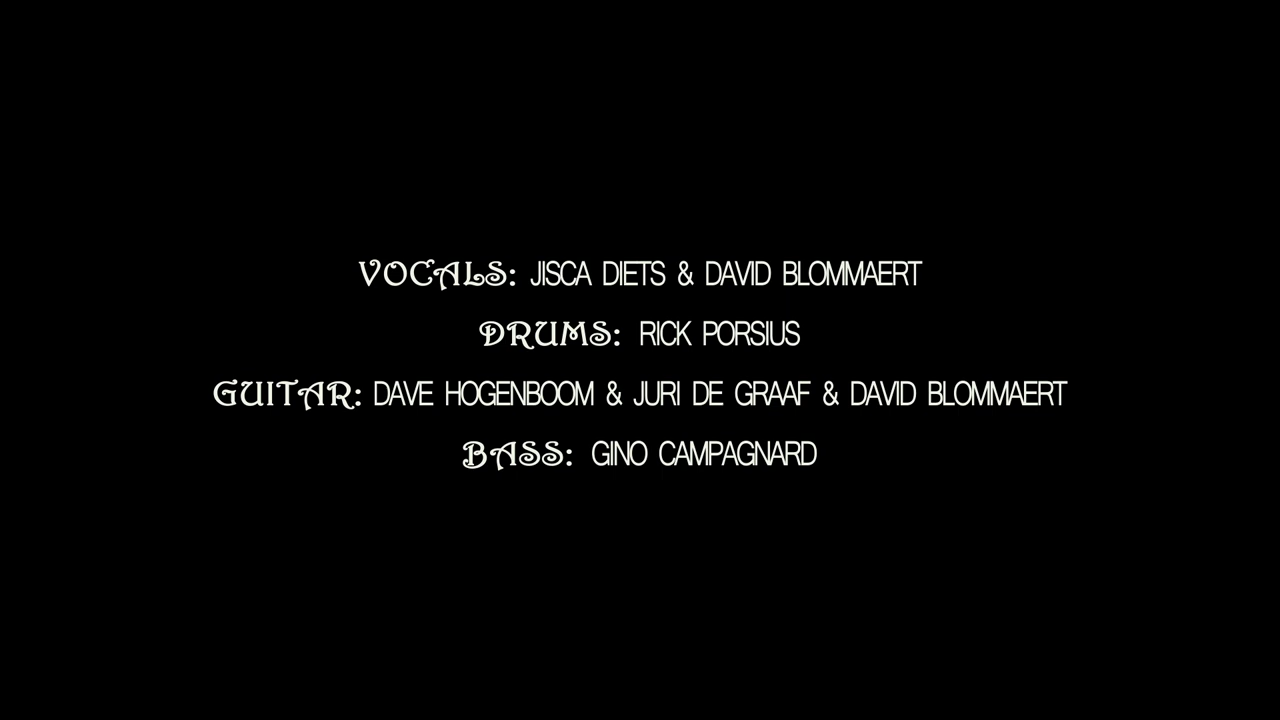 VOCALS: JISCA DIETS & DAVID BLOMMAERT
DRUMS: RICK PORSIUS
GUITAR: DAVE HOGENBOOM & JURI DE GRAAF & DAVID BLOMMAERT
BASS: GINO CAMPAGNARD